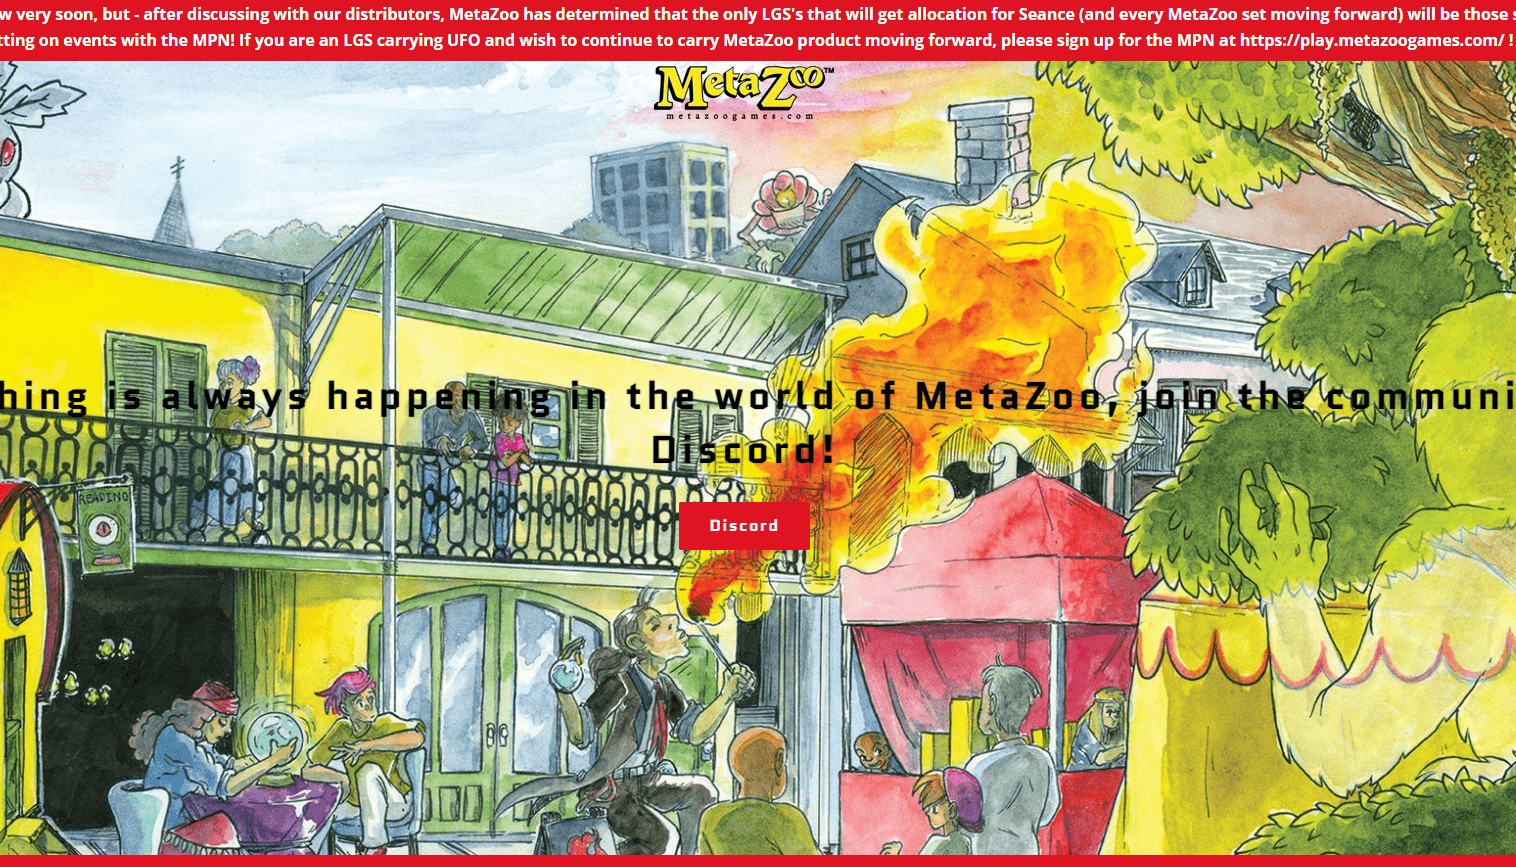 very soon, but - after discussing with our distributors, MetaZoo has determined that the only LGS's that will get allocation for Seance (and every MetaZoo set moving forward) will be those
on events with the MPN! If you are an LGS carrying UFO and wish to continue to carry MetaZoo product moving forward, please sign up for the MPN at https://play.metazoogames.com/ !
MetaZoo™
metazoogames.com
is always happening in the world of MetaZoo, join the
Discord!
READING
Discord